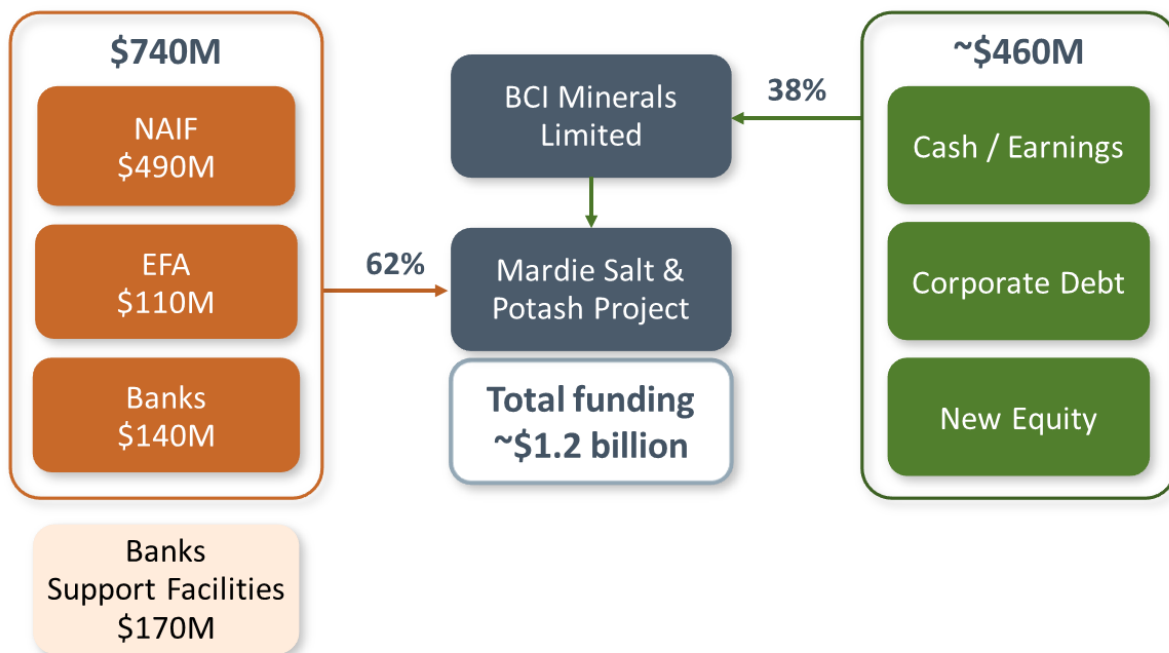 $740M
NAIF
$490M
EFA
$110M
Banks
$140M
Banks
Support Facilities
$170M
62%
BCI Minerals
Limited
Mardie Salt &
Potash Project
Total funding
~$1.2 billion
38%
~$460M
Cash / Earnings
Corporate Debt
New Equity